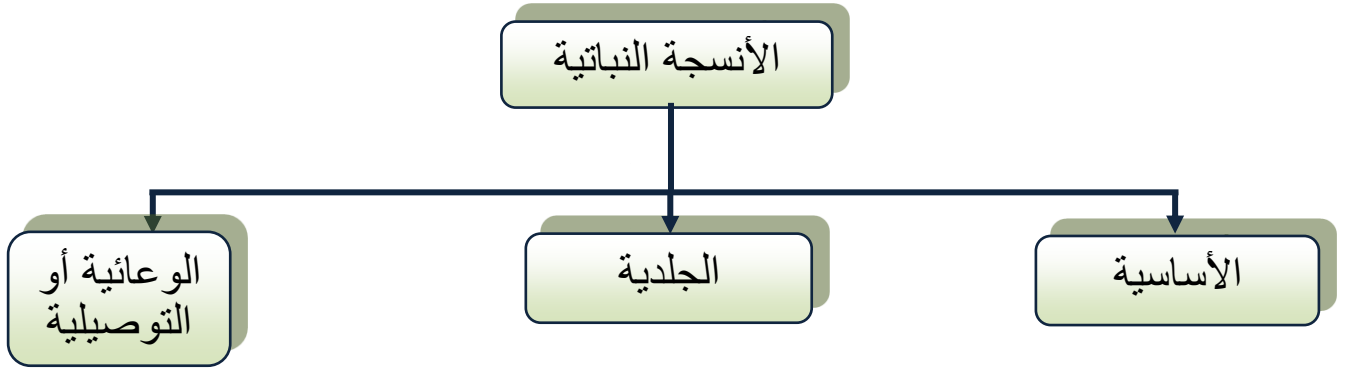 الأنسجة النباتية
الأساسية
الجلدية
الوعائية أو
التوصيلية